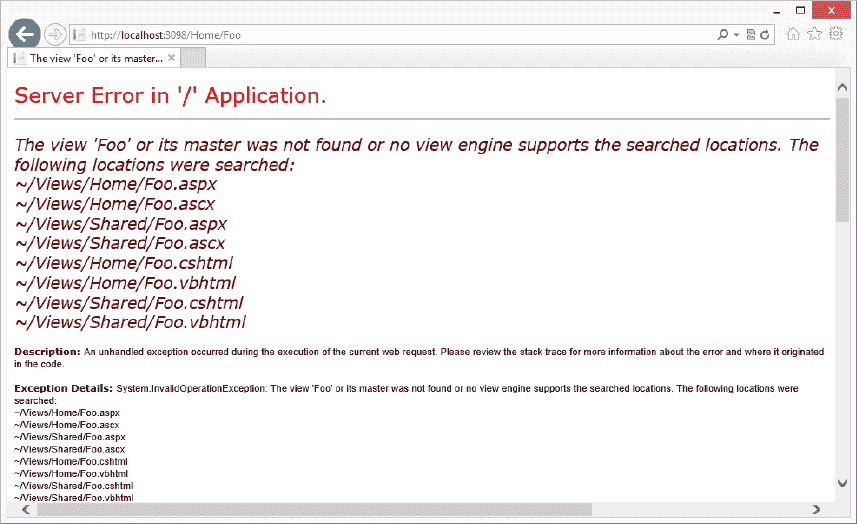 http://localhost:3098/Home/Foo
The view 'Foo' or its master...
Server Error in '/' Application.
The view 'Foo' or its master was not found or no view engine supports the searched locations. The
following locations were searched:
~/Views/Home/Foo.aspx
~/Views/Home/Foo.ascx
~/Views/Shared/Foo.aspx
~/Views/Shared/Foo.ascx
~/Views/Home/Foo.cshtml
~/Views/Home/Foo.vbhtml
~/Views/Shared/Foo.cshtml
~/Views/Shared/Foo.vbhtml
Description: An unhandled exception occurred during the execution of the current web request. Please review the stack trace for more information about the error and where it originated
in the code.
Exception Details: System.InvalidOperationException: The view 'Foo' or its master was not found or no view engine supports the searched locations. The following locations were
searched:
~/Views/Home/Foo.aspx
~/Views/Home/Foo.ascx
~/Views/Shared/Foo.aspx
~/Views/Shared/Foo.ascx
~/Views/Home/Foo.cshtml
~/Views/Home/Foo.vbhtml
~/Views/Shared/Foo.cshtml
~/Views/Shared/Foo.vbhtml